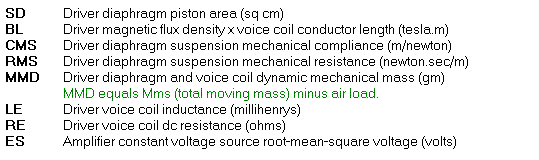 SD Driver diaphragm piston area (sq cm)
BL Driver magnetic flux density x voice coil conductor length (tesla.m)
CMS Driver diaphragm suspension mechanical compliance (m/newton)
RMS Driver diaphragm suspension mechanical resistance (newton.sec/m)
MMD Driver diaphragm and voice coil dynamic mechanical mass (gm)
MMD equals Mms (total moving mass) minus air load.
LE Driver voice coil inductance (millihenrys)
RE Driver voice coil dc resistance (ohms)
ES Amplifier constant voltage source root-mean-square voltage (volts)